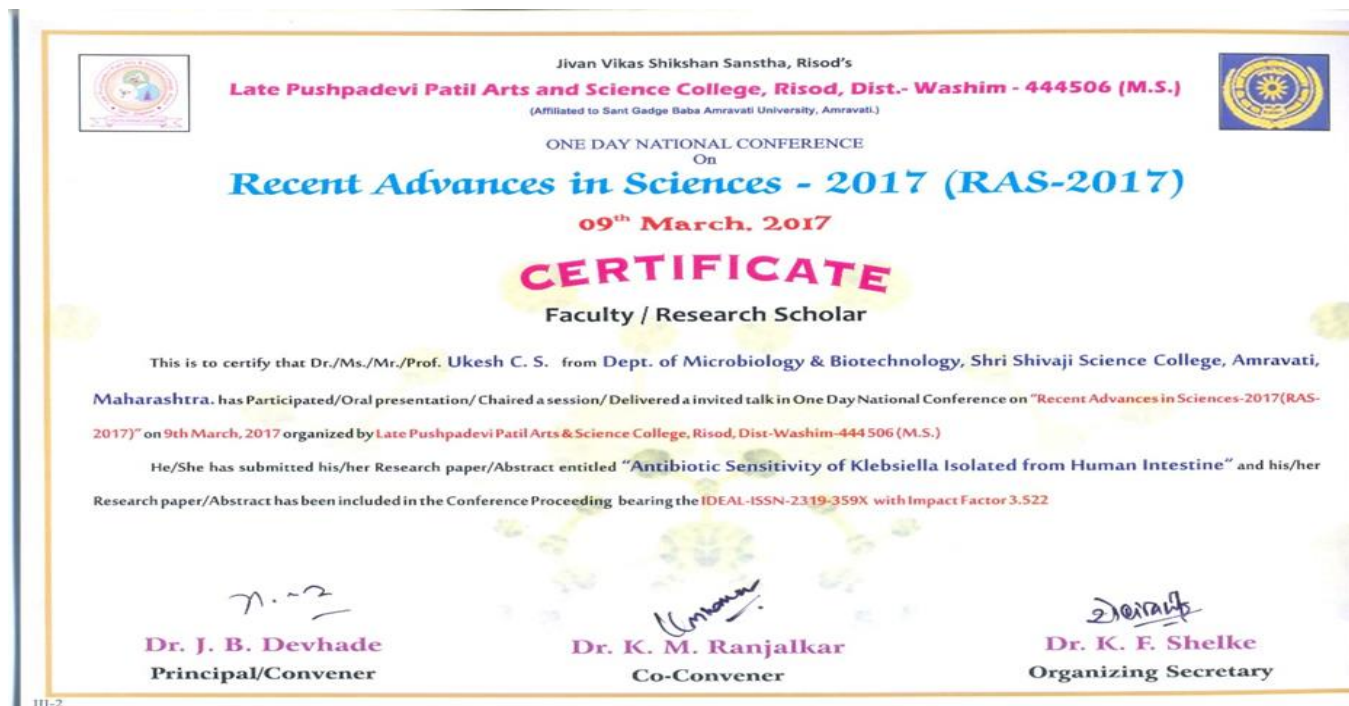 Jivan Vikas Shikshan Sanstha, Risod's
Late Pushpadevi Patil Arts and Science College, Risod, Dist.- Washim - 444506 (M.S.)
(Affiliated to Sant Gadge Baba Amravati University, Amravati.)
ONE DAY NATIONAL CONFERENCE
On
Recent Advances in Sciences - 2017 (RAS-2017)
09th March, 2017
CERTIFICATE
Faculty / Research Scholar
This is to certify that Dr./Ms./Mr./Prof. Ukesh C. S. from Dept. of Microbiology & Biotechnology, Shri Shivaji Science College, Amravati,
Maharashtra. has Participated/Oral presentation/ Chaired a session/ Delivered a invited talk in One Day National Conference on "Recent Advances in Sciences-2017(RAS-
2017)" on 9th March, 2017 organized by Late Pushpadevi Patil Arts & Science College, Risod, Dist-Washim-444 506 (M.S.)
He/She has submitted his/her Research paper/Abstract entitled "Antibiotic Sensitivity of Klebsiella Isolated from Human Intestine" and his/her
Research paper/Abstract has been included in the Conference Proceeding bearing the IDEAL-ISSN-2319-359X with Impact Factor 3.522
Dr. J. B. Devhade
Principal/Convener
Dr. K. M. Ranjalkar
Co-Convener
Dr. K. F. Shelke
Organizing Secretary
III-2